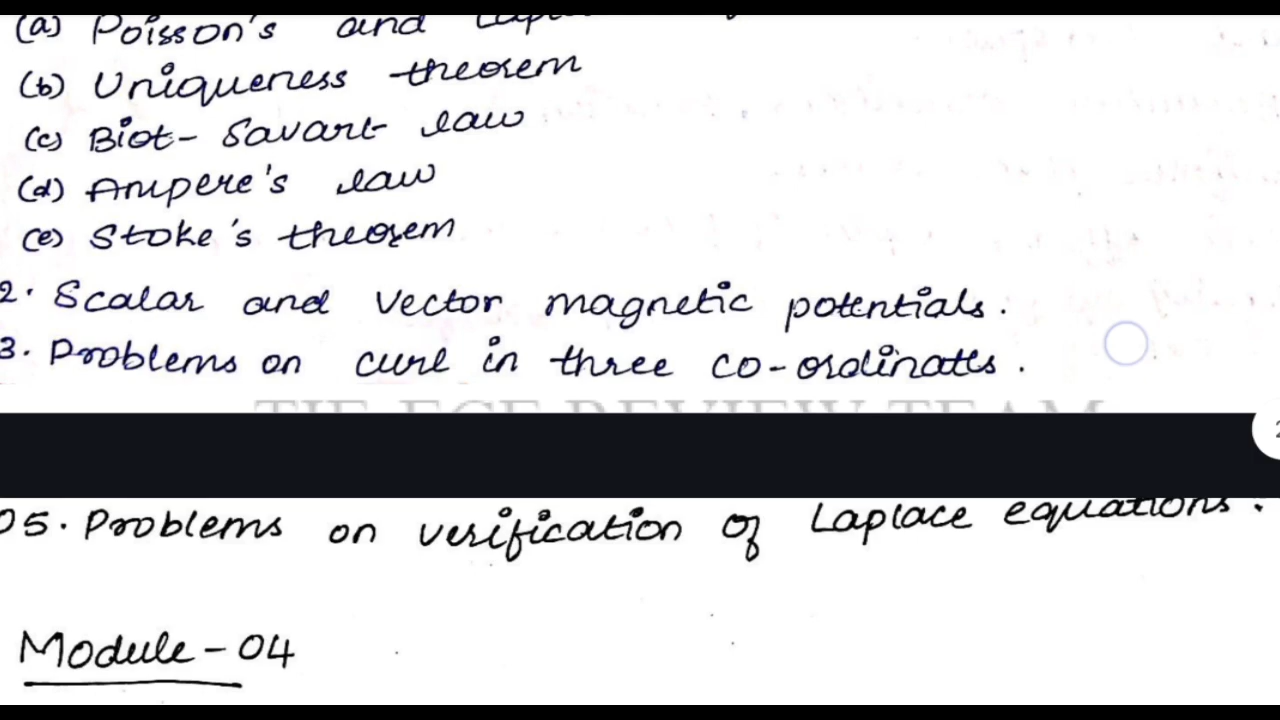 (a) Poisson's and
(b) Uniqueness theorem
(c) Biot- Savart law
(d) Ampere's law
(e) Stoke's theorem
2. Scalar and Vector magnetic potentials.
3. Problems on curl in three co-ordinates.
05. Problems on verification of Laplace equations.
Module-04